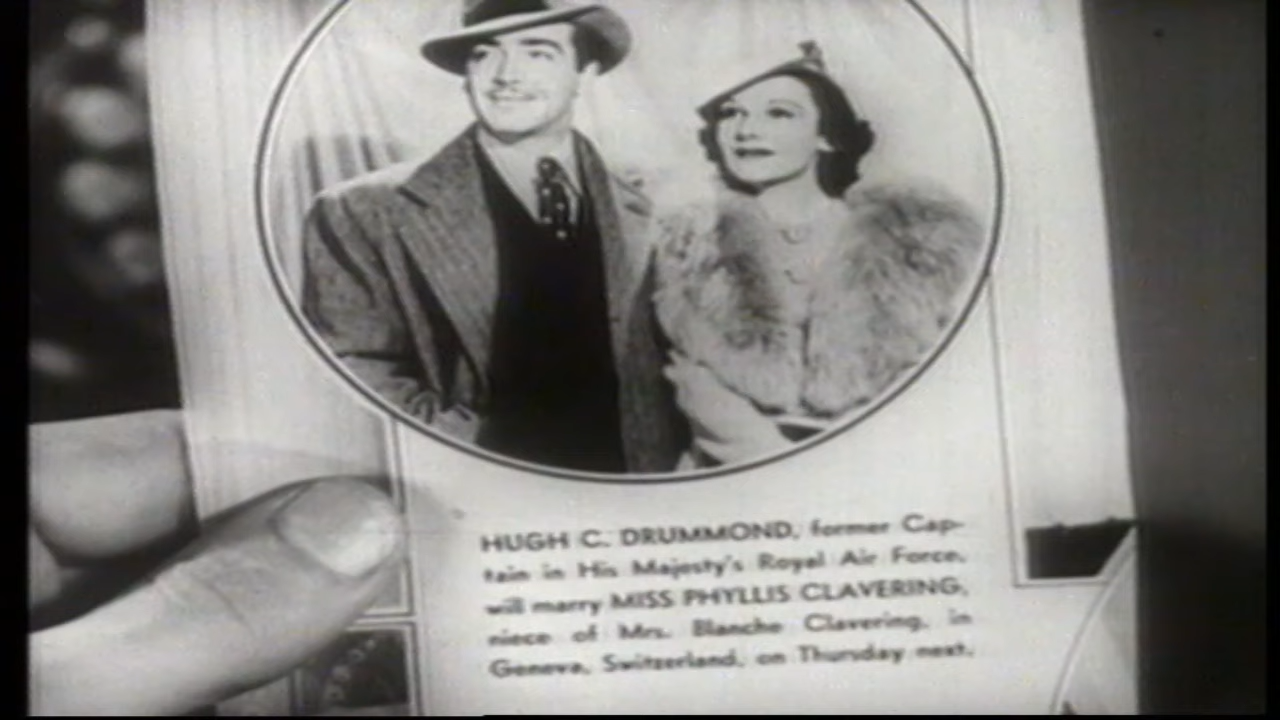 HUGH C. DRUMMOND, former Cap-
tain in His Majesty's Royal Air Force,
will marry MISS PHYLLIS CLAVERING,
niece of Mrs. Blanche Clavering, in
Geneva, Switzerland, on Thursday next.